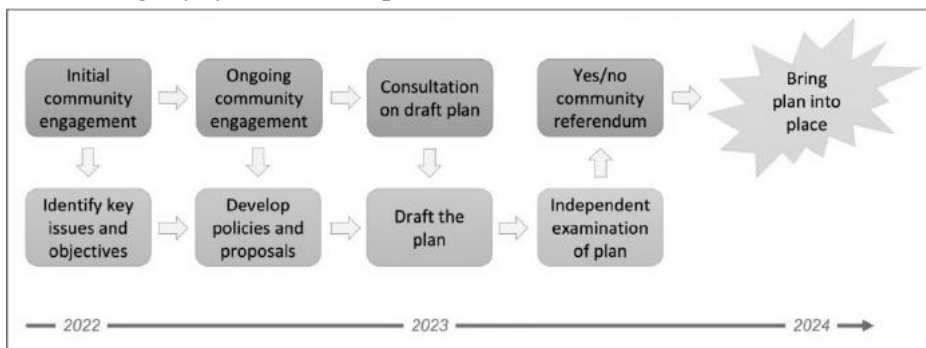 Initial
community
engagement
Ongoing
community
engagement
Consultation
on draft plan
Yes/no
community
referendum
Bring
plan into
place
Identify key
issues and
objectives
Develop
policies and
proposals
Draft the
plan
Independent
examination
of plan
2022
2023
2024